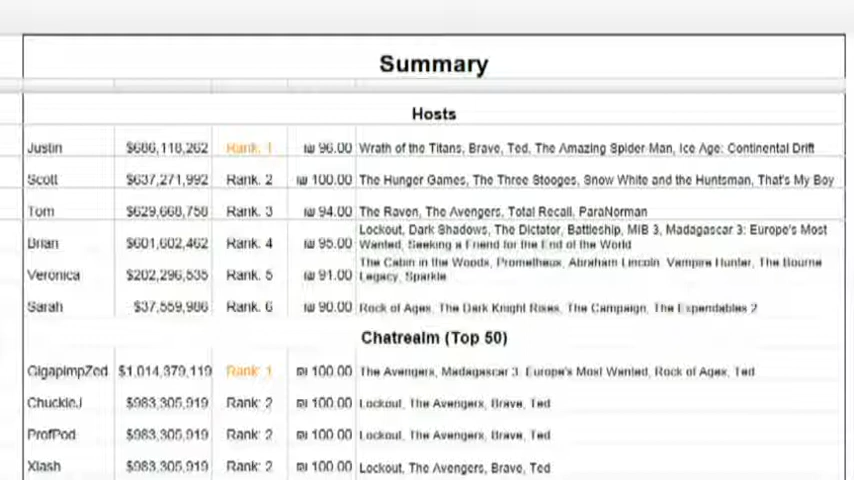 Summary
Hosts
Justin $686,118,262 Rank: 1 ₪ 96.00 Wrath of the Titans, Brave, Ted, The Amazing Spider-Man, Ice Age: Continental Drift
Scott $637,271,992 Rank: 2 ₪ 100.00 The Hunger Games, The Three Stooges, Snow White and the Huntsman, That's My Boy
Tom $629,668,758 Rank: 3 ₪ 94.00 The Raven, The Avengers, Total Recall, ParaNorman
Brian $601,602,462 Rank: 4 ₪ 95.00 Lockout, Dark Shadows, The Dictator, Battleship, MIB 3, Madagascar 3: Europe's Most
Wanted, Seeking a Friend for the End of the World
Veronica $202,296,535 Rank: 5 ₪ 91.00 The Cabin in the Woods, Prometheus, Abraham Lincoln: Vampire Hunter, The Bourne
Legacy, Sparkle
Sarah $37,559,986 Rank: 6 ₪ 90.00 Rock of Ages, The Dark Knight Rises, The Campaign, The Expendables 2
Chatrealm (Top 50)
GigapimpZed $1,014,379,119 Rank: 1 ₪ 100.00 The Avengers, Madagascar 3: Europe's Most Wanted, Rock of Ages, Ted
ChuckieJ $983,305,919 Rank: 2 ₪ 100.00 Lockout, The Avengers, Brave, Ted
ProfPod $983,305,919 Rank: 2 ₪ 100.00 Lockout, The Avengers, Brave, Ted
Xlash $983,305,919 Rank: 2 ₪ 100.00 Lockout, The Avengers, Brave, Ted